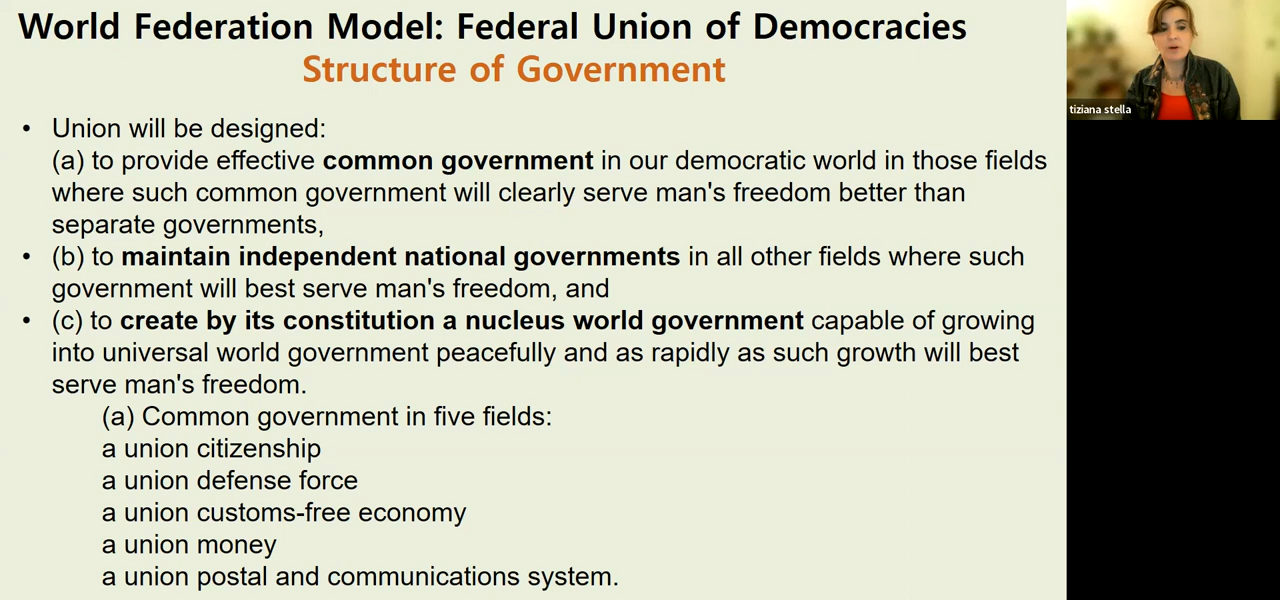 World Federation Model: Federal Union of Democracies
Structure of Government
• Union will be designed:
(a) to provide effective common government in our democratic world in those fields
where such common government will clearly serve man's freedom better than
separate governments,
• (b) to maintain independent national governments in all other fields where such
government will best serve man's freedom, and
• (c) to create by its constitution a nucleus world government capable of growing
into universal world government peacefully and as rapidly as such growth will best
serve man's freedom.
(a) Common government in five fields:
a union citizenship
a union defense force
a union customs-free economy
a union money
a union postal and communications system.
tiziana stella